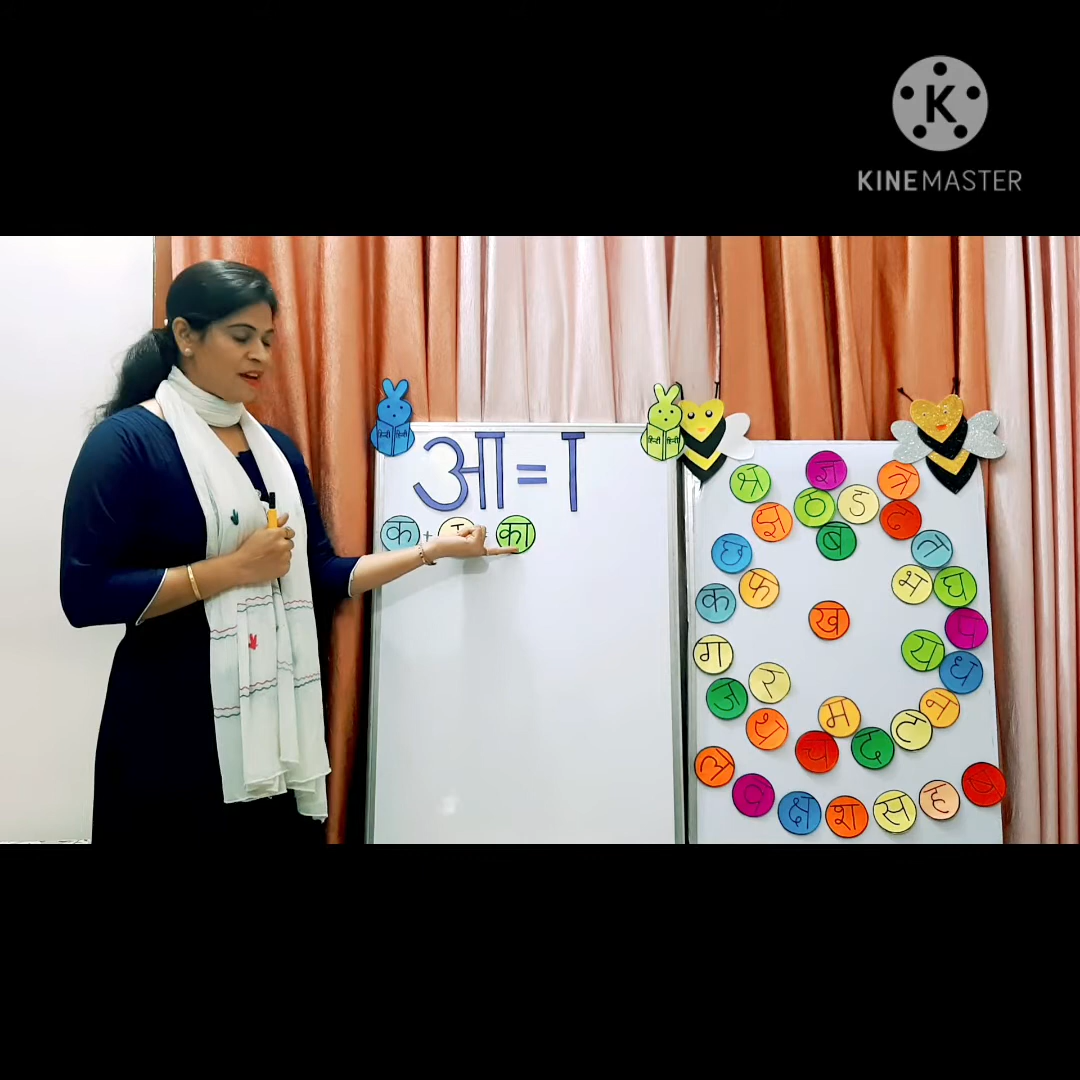 KINEMASTER
हिन्दी हिन्दी
हिन्दी हिन्दी
आ = ा
क + का
श्र ज्ञ त्र
ठ ड
झ ट
छ ब त
क फ भ घ
ख प
ग य
र ध
ज
थ म न
च द ल
अ
व क्ष श स ह ष